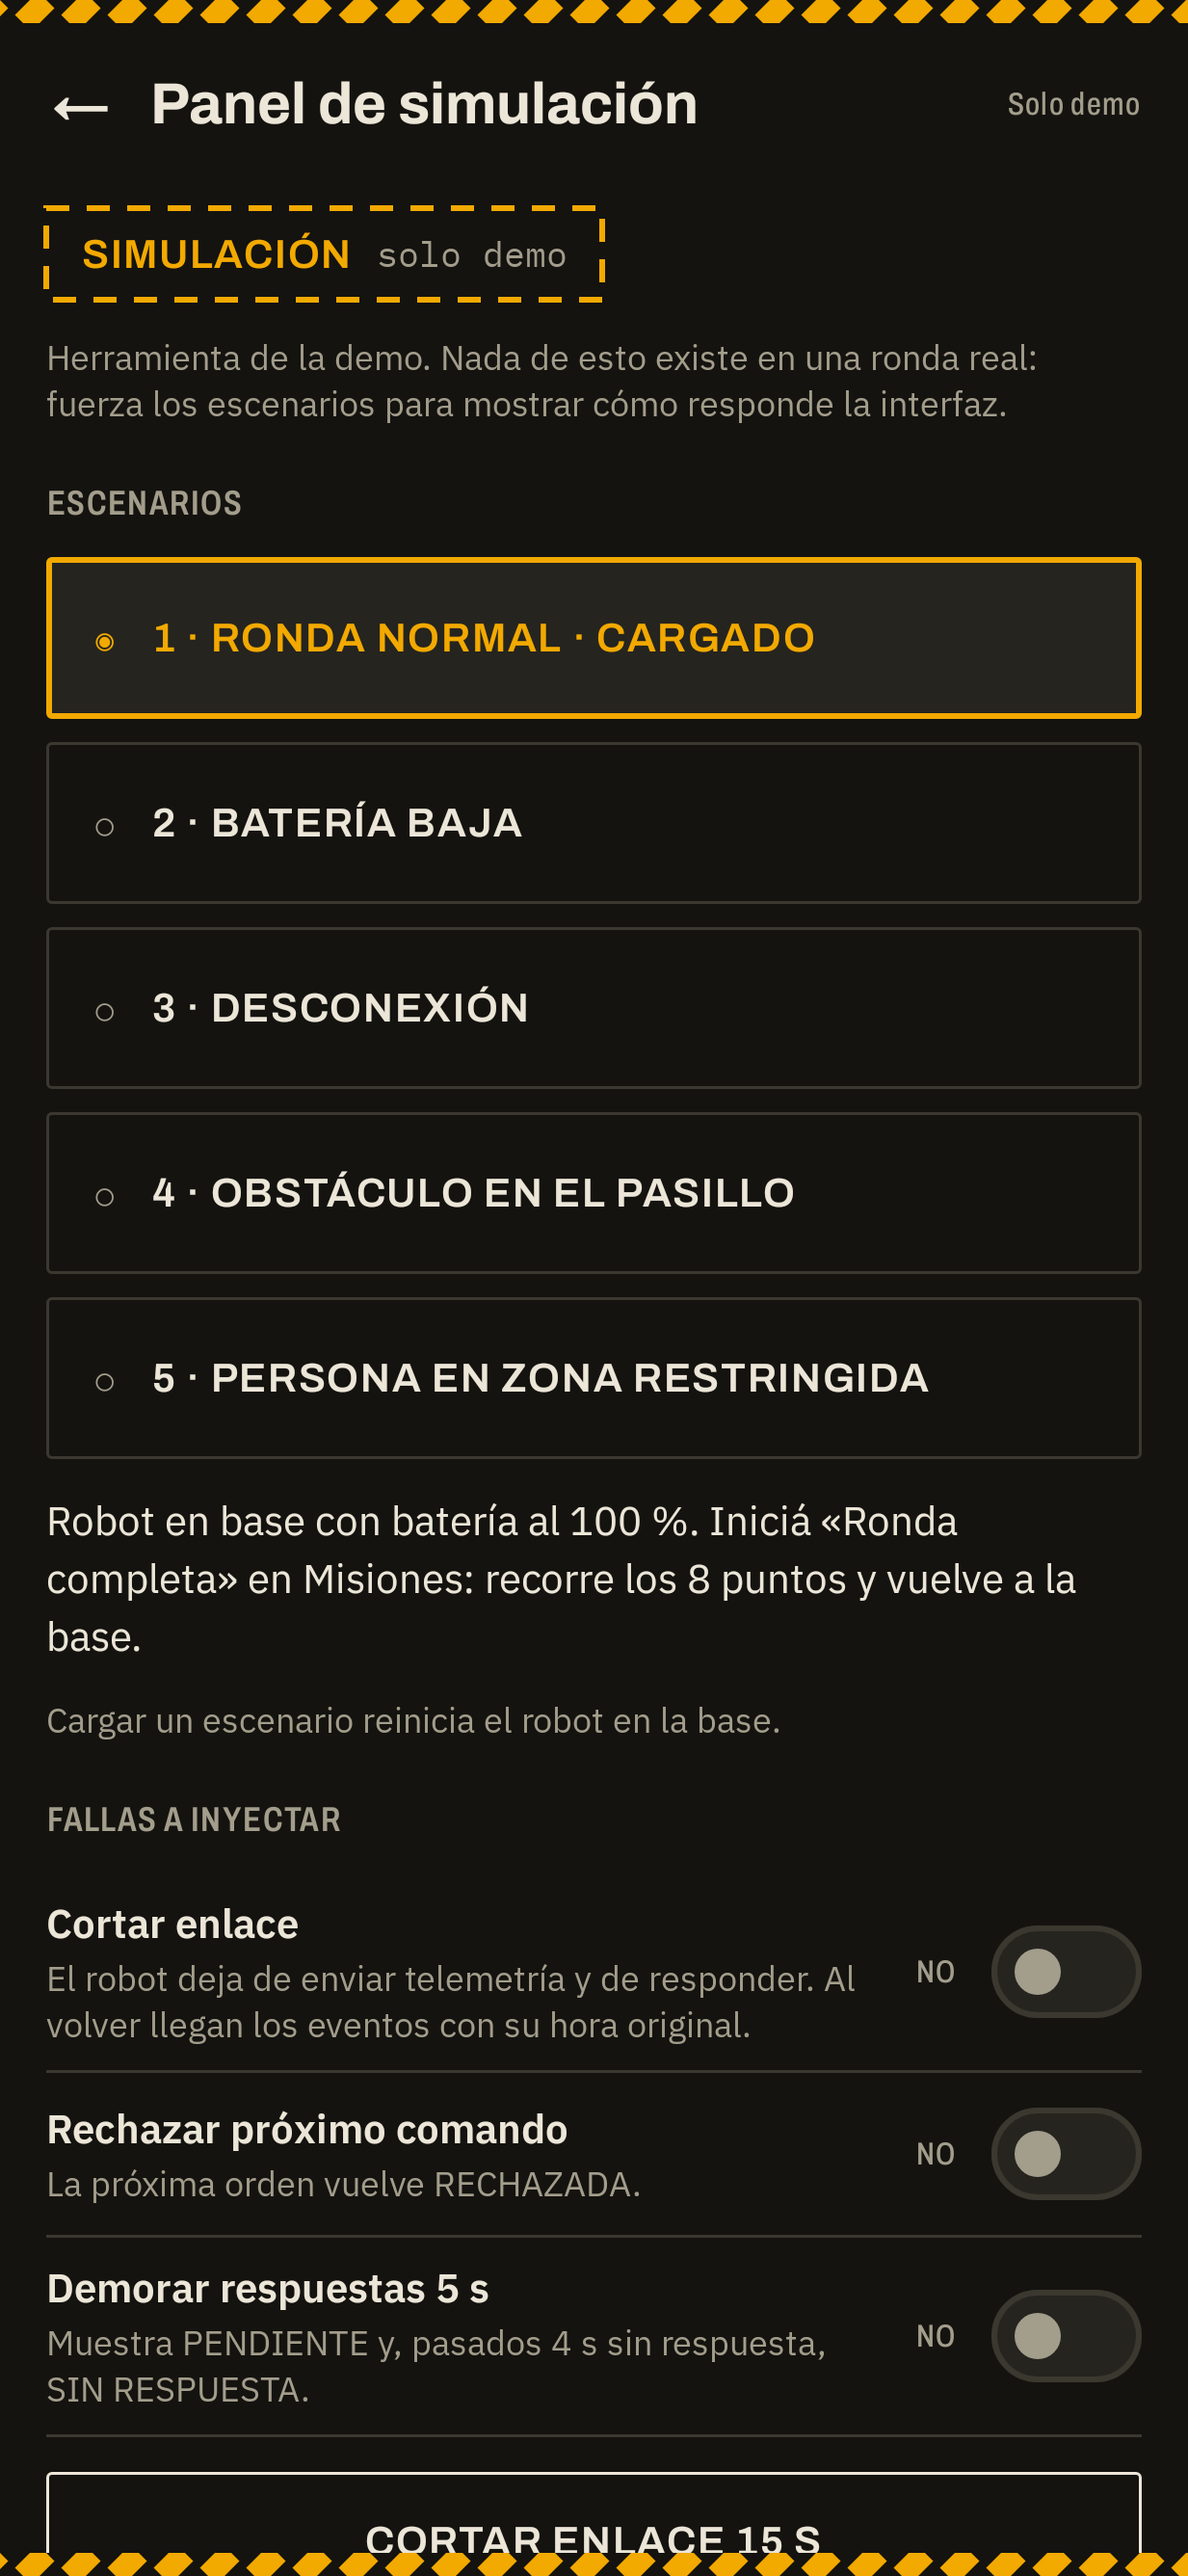 ← Panel de simulación
Solo demo
SIMULACIÓN solo demo
Herramienta de la demo. Nada de esto existe en una ronda real:
fuerza los escenarios para mostrar cómo responde la interfaz.
ESCENARIOS
1 · RONDA NORMAL · CARGADO
2 · BATERÍA BAJA
3 · DESCONEXIÓN
4 · OBSTÁCULO EN EL PASILLO
5 · PERSONA EN ZONA RESTRINGIDA
Robot en base con batería al 100 %. Iniciá «Ronda
completa» en Misiones: recorre los 8 puntos y vuelve a la
base.
Cargar un escenario reinicia el robot en la base.
FALLAS A INYECTAR
Cortar enlace
El robot deja de enviar telemetría y de responder. Al
volver llegan los eventos con su hora original.
NO
Rechazar próximo comando
La próxima orden vuelve RECHAZADA.
NO
Demorar respuestas 5 s
Muestra PENDIENTE y, pasados 4 s sin respuesta,
SIN RESPUESTA.
NO
CORTAR ENLACE 15 S